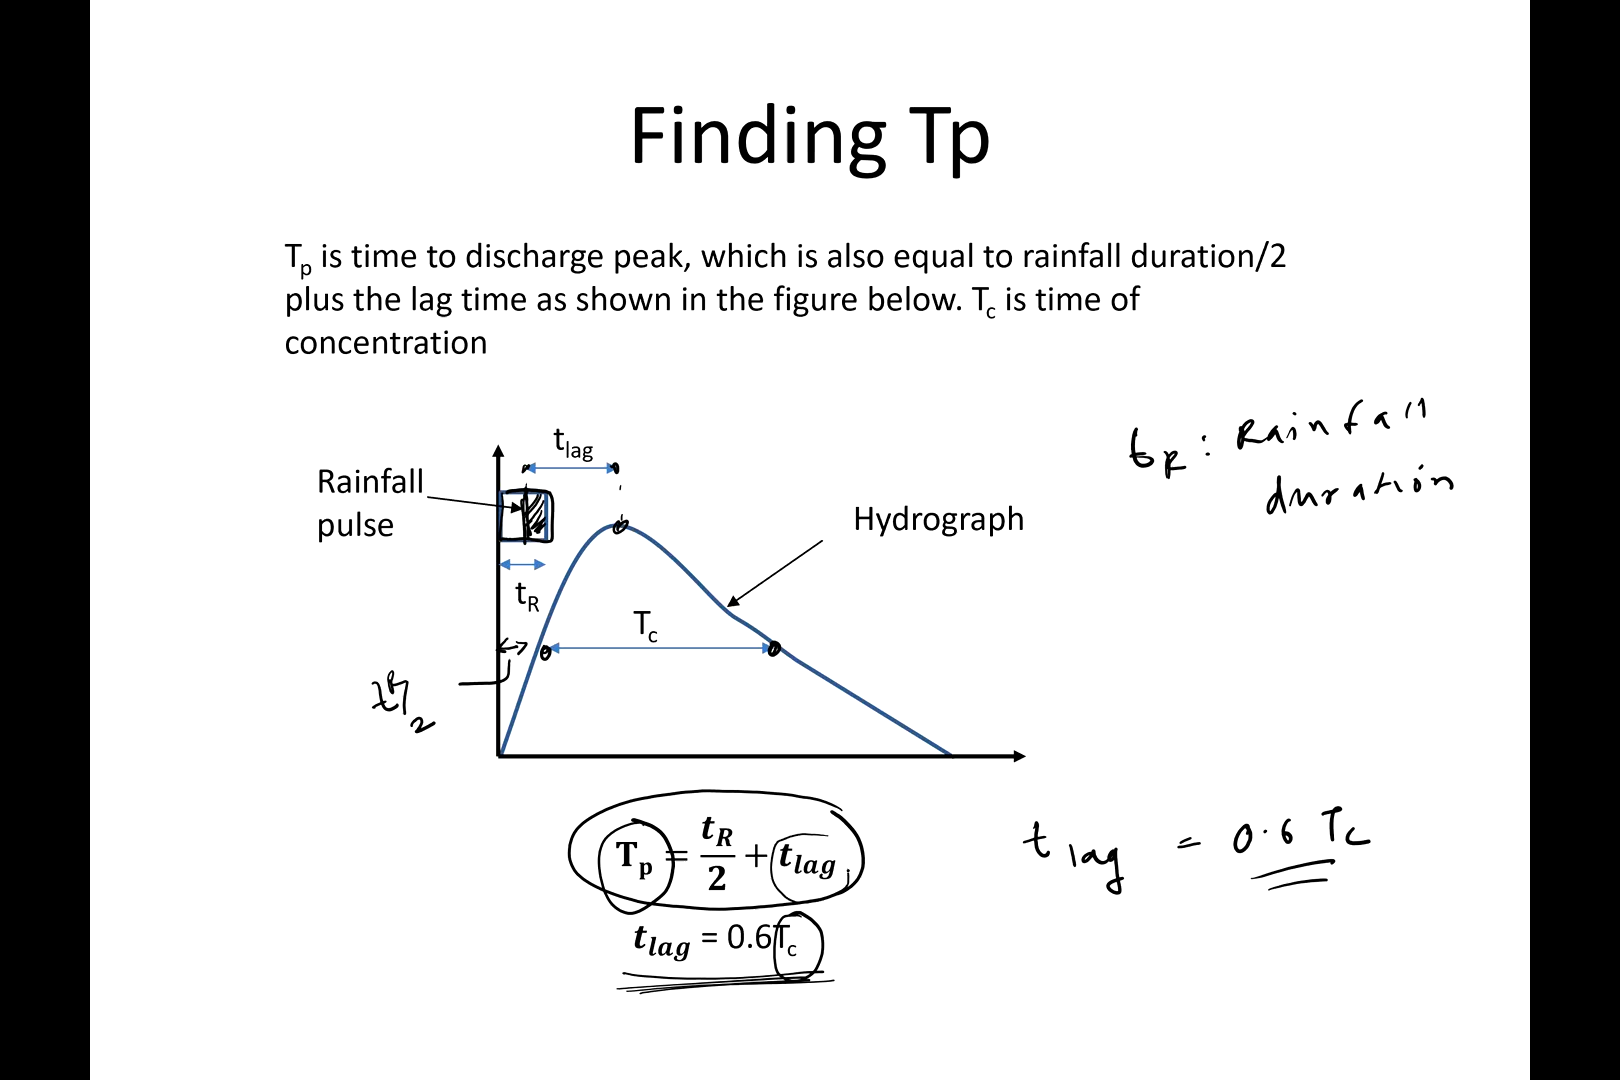 Finding Tp
Tp is time to discharge peak, which is also equal to rainfall duration/2
plus the lag time as shown in the figure below. Tc is time of
concentration
tlag
Rainfall
pulse
tR
Tc
Hydrograph
tR : Rainfall
duration
tR/2
Tp = tR/2 + tlag
tlag = 0.6Tc
tlag = 0.6 Tc